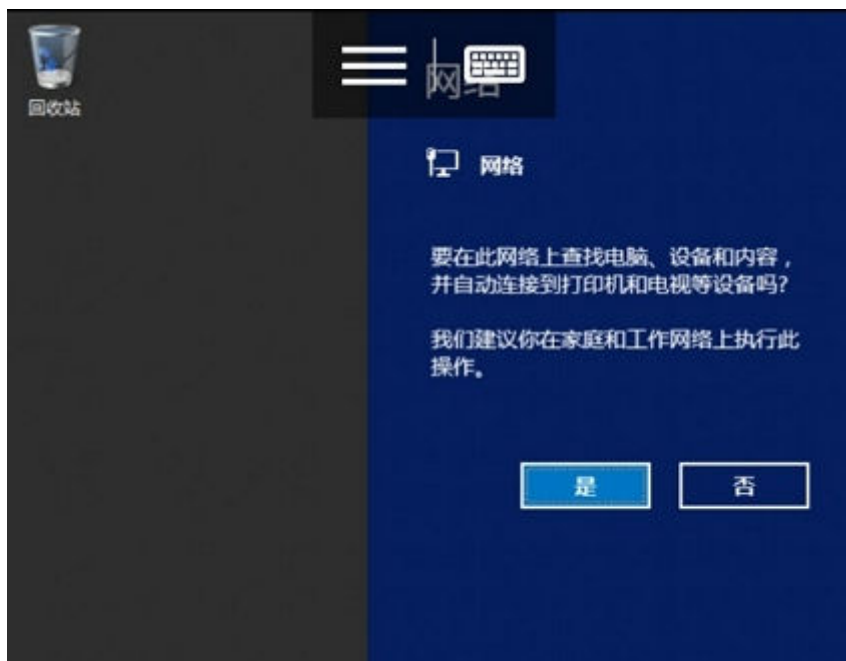 网络
回收站
网络
要在此网络上查找电脑、设备和内容，
并自动连接到打印机和电视等设备吗?
我们建议你在家庭和工作网络上执行此
操作。
是
否